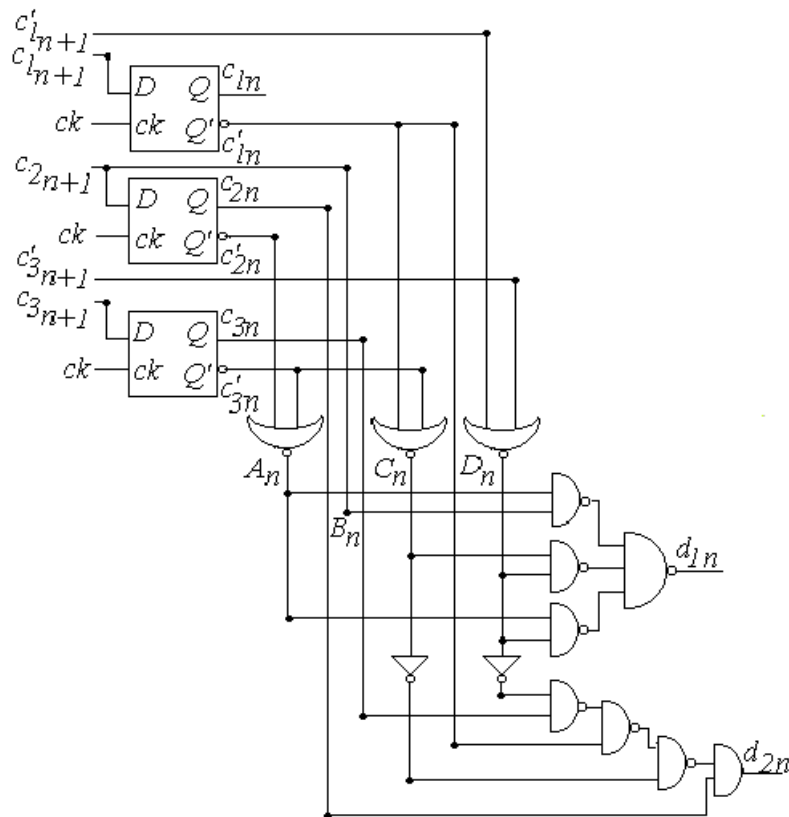 c'1n+1
c1n+1
D Q c1n
ck ck Q' c'1n
c2n+1
D Q c2n
ck ck Q' c'2n
c'3n+1
c3n+1
D Q c3n
ck ck Q' c'3n
An Cn Dn
Bn
d1n
d2n